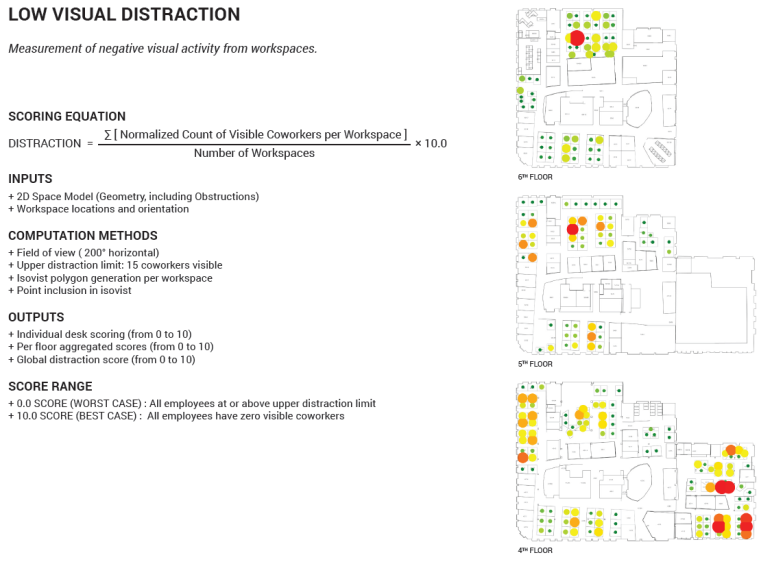 LOW VISUAL DISTRACTION
Measurement of negative visual activity from workspaces.
SCORING EQUATION
DISTRACTION = ∑ [ Normalized Count of Visible Coworkers per Workspace ]
Number of Workspaces
× 10.0
INPUTS
+ 2D Space Model (Geometry, including Obstructions)
+ Workspace locations and orientation
COMPUTATION METHODS
+ Field of view ( 200° horizontal)
+ Upper distraction limit: 15 coworkers visible
+ Isovist polygon generation per workspace
+ Point inclusion in isovist
OUTPUTS
+ Individual desk scoring (from 0 to 10)
+ Per floor aggregated scores (from 0 to 10)
+ Global distraction score (from 0 to 10)
SCORE RANGE
+ 0.0 SCORE (WORST CASE) : All employees at or above upper distraction limit
+ 10.0 SCORE (BEST CASE) : All employees have zero visible coworkers
6TH FLOOR
5TH FLOOR
4TH FLOOR